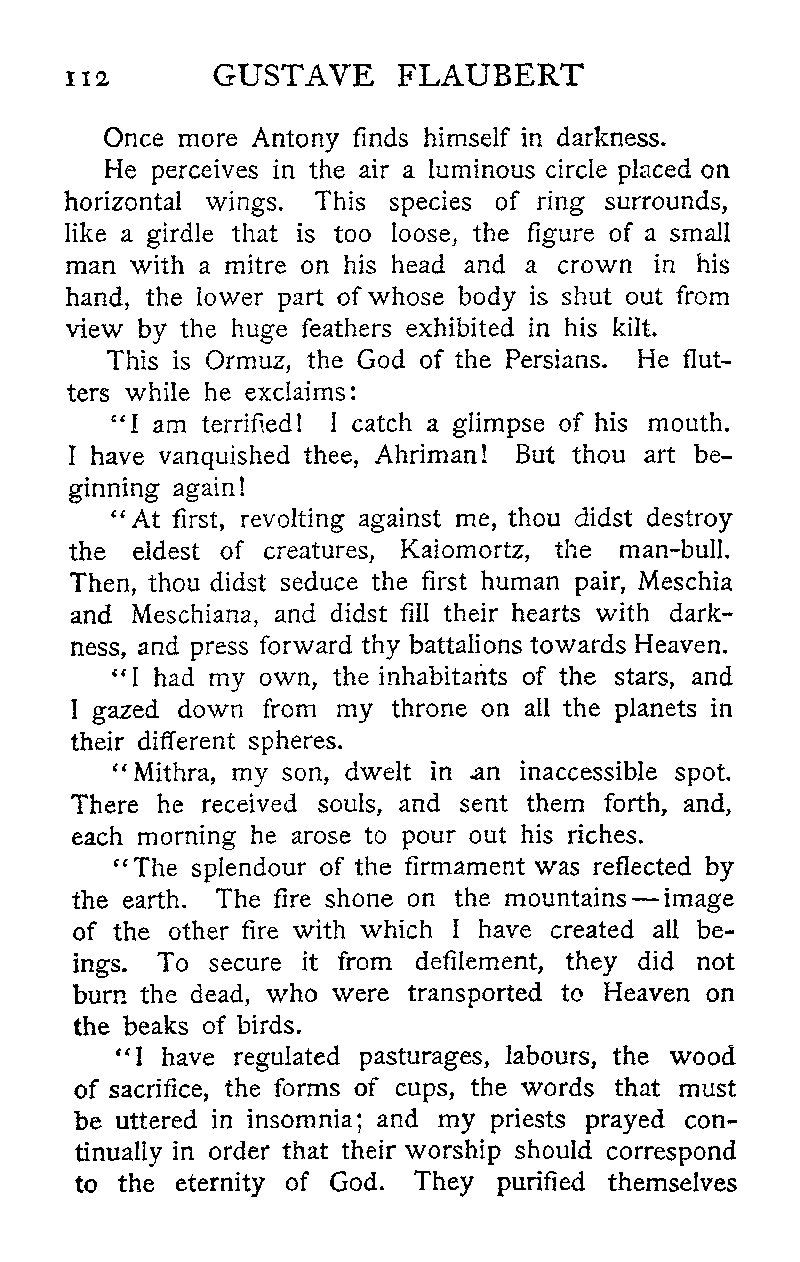 112 GUSTAVE FLAUBERT
Once more Antony finds himself in darkness.
He perceives in the air a luminous circle placed on
horizontal wings. This species of ring surrounds,
like a girdle that is too loose, the figure of a small
man with a mitre on his head and a crown in his
hand, the lower part of whose body is shut out from
view by the huge feathers exhibited in his kilt.
This is Ormuz, the God of the Persians. He flut-
ters while he exclaims:
"I am terrified! I catch a glimpse of his mouth.
I have vanquished thee, Ahriman! But thou art be-
ginning again!
"At first, revolting against me, thou didst destroy
the eldest of creatures, Kaiomortz, the man-bull.
Then, thou didst seduce the first human pair, Meschia
and Meschiana, and didst fill their hearts with dark-
ness, and press forward thy battalions towards Heaven.
"I had my own, the inhabitants of the stars, and
I gazed down from my throne on all the planets in
their different spheres.
"Mithra, my son, dwelt in an inaccessible spot.
There he received souls, and sent them forth, and,
each morning he arose to pour out his riches.
"The splendour of the firmament was reflected by
the earth. The fire shone on the mountains—image
of the other fire with which I have created all be-
ings. To secure it from defilement, they did not
burn the dead, who were transported to Heaven on
the beaks of birds.
"I have regulated pasturages, labours, the wood
of sacrifice, the forms of cups, the words that must
be uttered in insomnia; and my priests prayed con-
tinually in order that their worship should correspond
to the eternity of God. They purified themselves